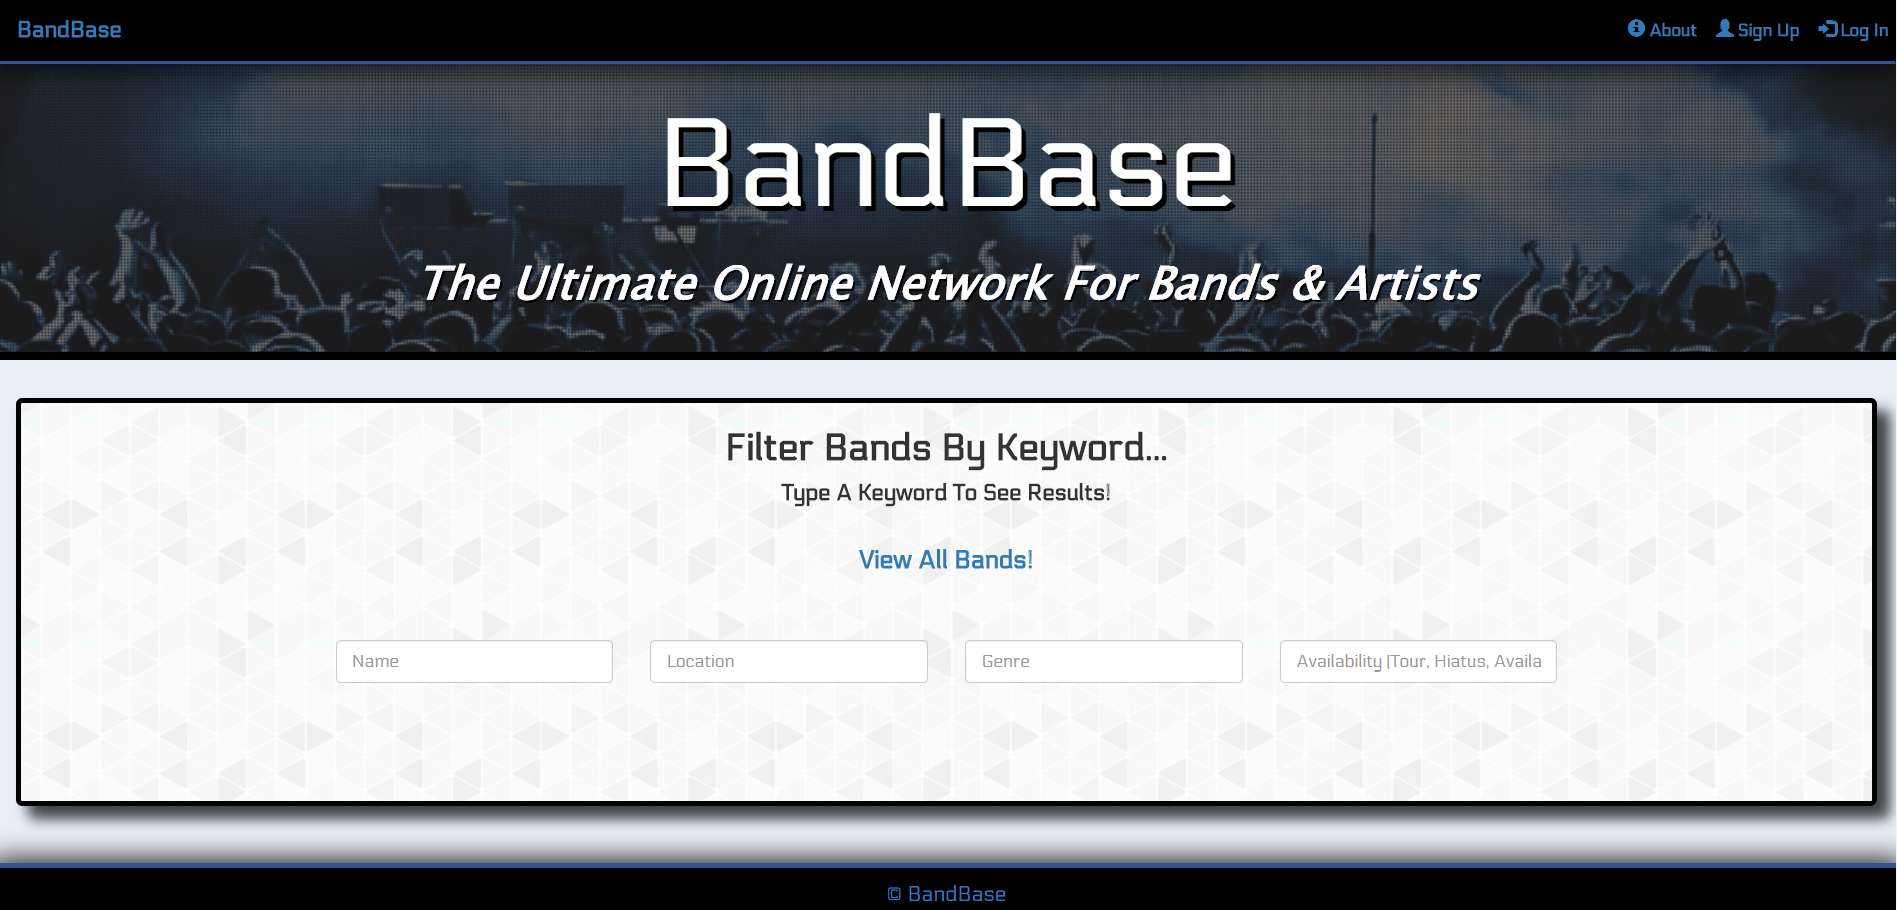 BandBase
About Sign Up Log In
BandBase
The Ultimate Online Network For Bands & Artists
Filter Bands By Keyword...
Type A Keyword To See Results!
View All Bands!
Name Location Genre Availability (Tour, Hiatus, Availa
© BandBase